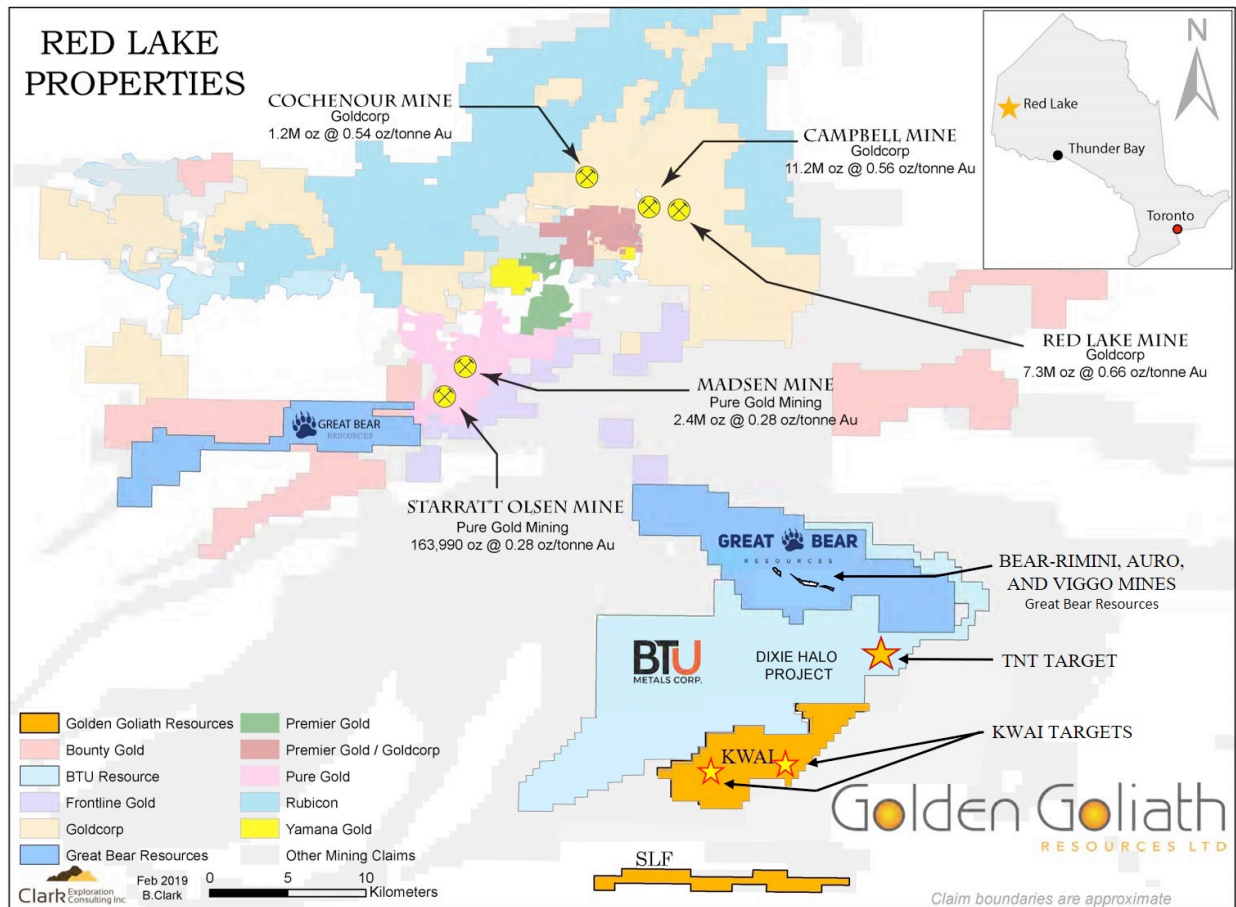 RED LAKE
PROPERTIES
COCHENOUR MINE
Goldcorp
1.2M oz @ 0.54 oz/tonne Au
CAMPBELL MINE
Goldcorp
11.2M oz @ 0.56 oz/tonne Au
N
Red Lake
Thunder Bay
Toronto
RED LAKE MINE
Goldcorp
7.3M oz @ 0.66 oz/tonne Au
MADSEN MINE
Pure Gold Mining
2.4M oz @ 0.28 oz/tonne Au
GREAT BEAR
RESOURCES
STARRATT OLSEN MINE
Pure Gold Mining
163,990 oz @ 0.28 oz/tonne Au
GREAT BEAR
RESOURCES
BEAR-RIMINI, AURO,
AND VIGGO MINES
Great Bear Resources
BTU
METALS CORP.
DIXIE HALO
PROJECT
TNT TARGET
KWAI TARGETS
KWAI
Golden Goliath Resources
Bounty Gold
BTU Resource
Frontline Gold
Goldcorp
Great Bear Resources
Premier Gold
Premier Gold / Goldcorp
Pure Gold
Rubicon
Yamana Gold
Other Mining Claims
Golden Goliath
RESOURCES LTD
SLF
Clark Exploration Consulting Inc
Feb 2019
B.Clark
0 5 10
Kilometers
Claim boundaries are approximate